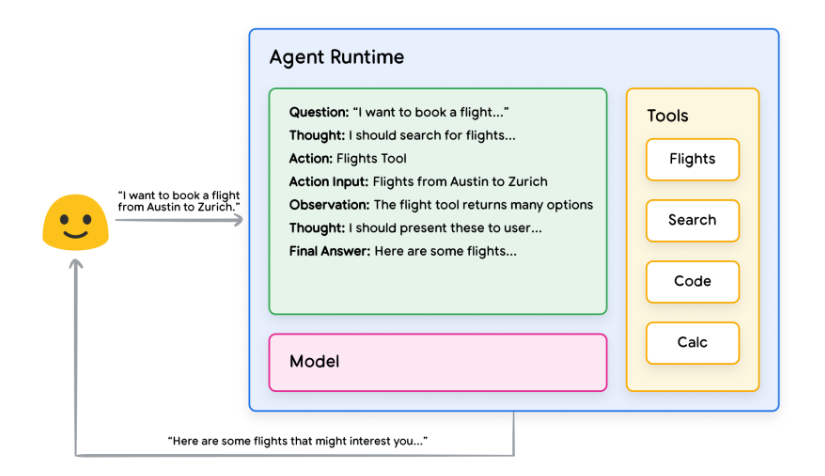 Agent Runtime
Question: “I want to book a flight...”
Thought: I should search for flights...
Action: Flights Tool
Action Input: Flights from Austin to Zurich
Observation: The flight tool returns many options
Thought: I should present these to user...
Final Answer: Here are some flights...
Model
Tools
Flights
Search
Code
Calc
“I want to book a flight
from Austin to Zurich.”
“Here are some flights that might interest you...”